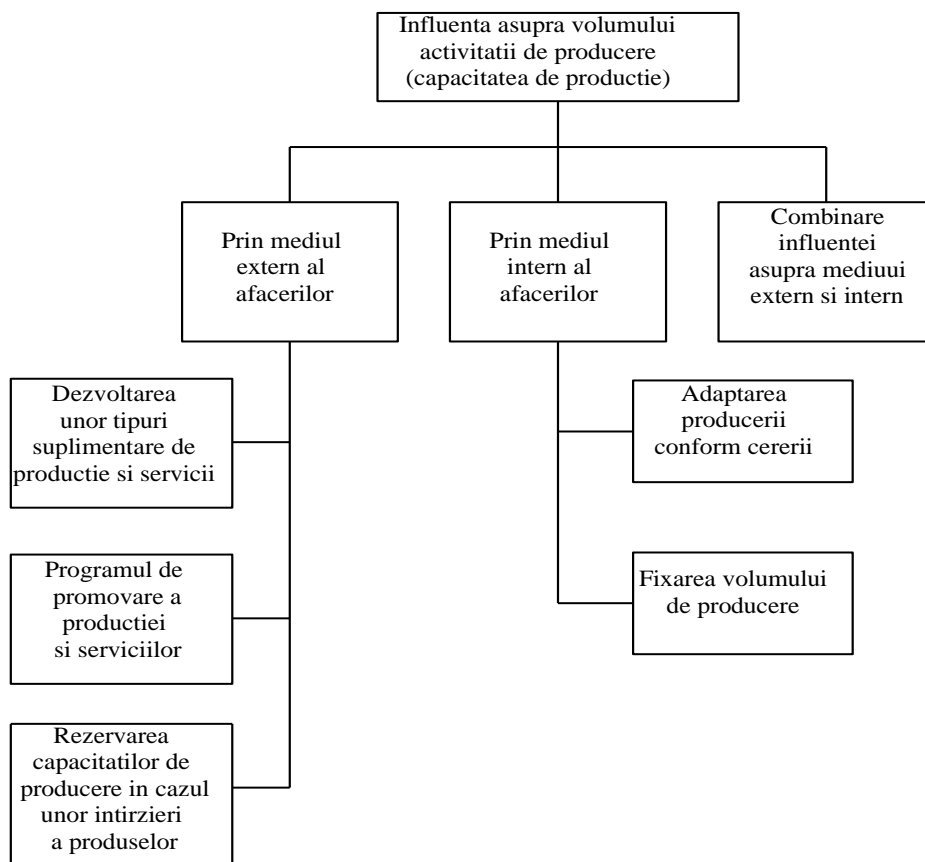 Influenta asupra volumului
activitatii de producere
(capacitatea de productie)
Prin mediul
extern al
afacerilor
Prin mediul
intern al
afacerilor
Combinare
influentei
asupra mediuui
extern si intern
Dezvoltarea
unor tipuri
suplimentare de
productie si servicii
Programul de
promovare a
productiei
si serviciilor
Rezervarea
capacitatilor de
producere in cazul
unor intirzieri
a produselor
Adaptarea
producerii
conform cererii
Fixarea volumului
de producere